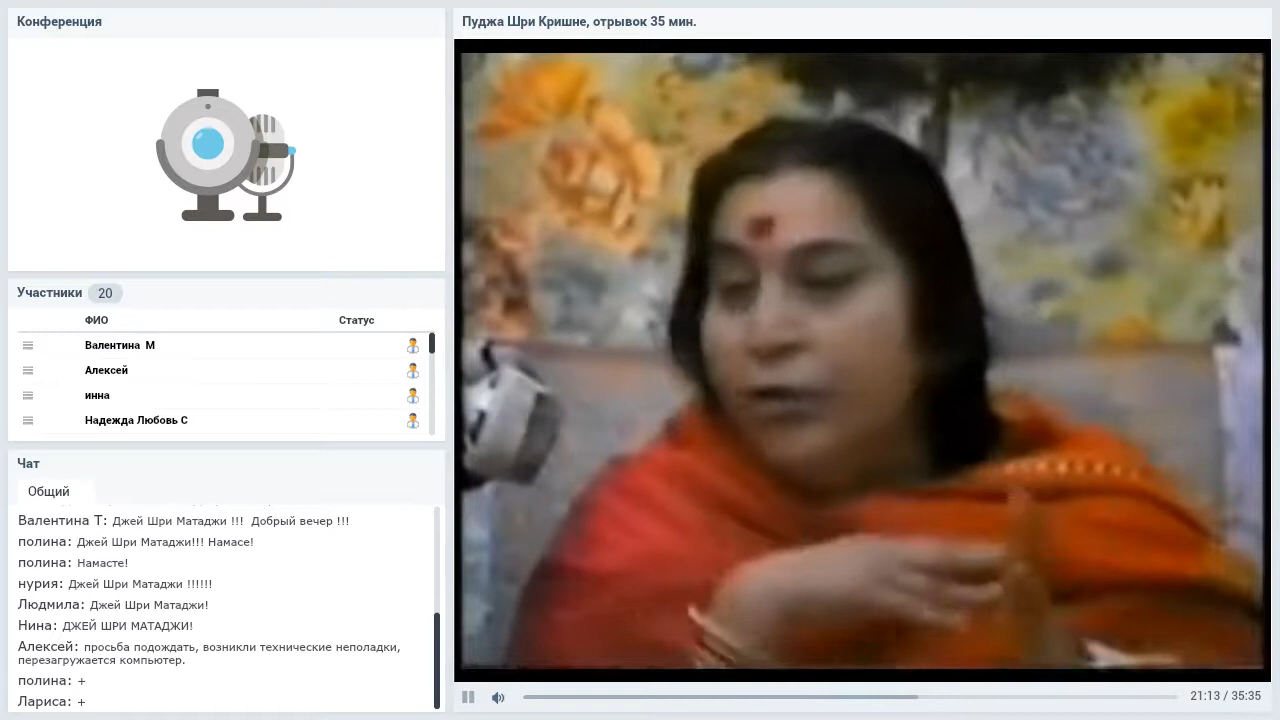 Конференция
Участники 20
ФИО Статус
Валентина М
Алексей
инна
Надежда Любовь С
Чат
Общий
Валентина Т: Джей Шри Матаджи !!! Добрый вечер !!!
полина: Джей Шри Матаджи!!! Намасе!
полина: Намасте!
нурия: Джей Шри Матаджи !!!!!!
Людмила: Джей Шри Матаджи!
Нина: ДЖЕЙ ШРИ МАТАДЖИ!
Алексей: просьба подождать, возникли технические неполадки,
перезагружается компьютер.
полина: +
Лариса: +
Пуджа Шри Кришне, отрывок 35 мин.
21:13 / 35:35